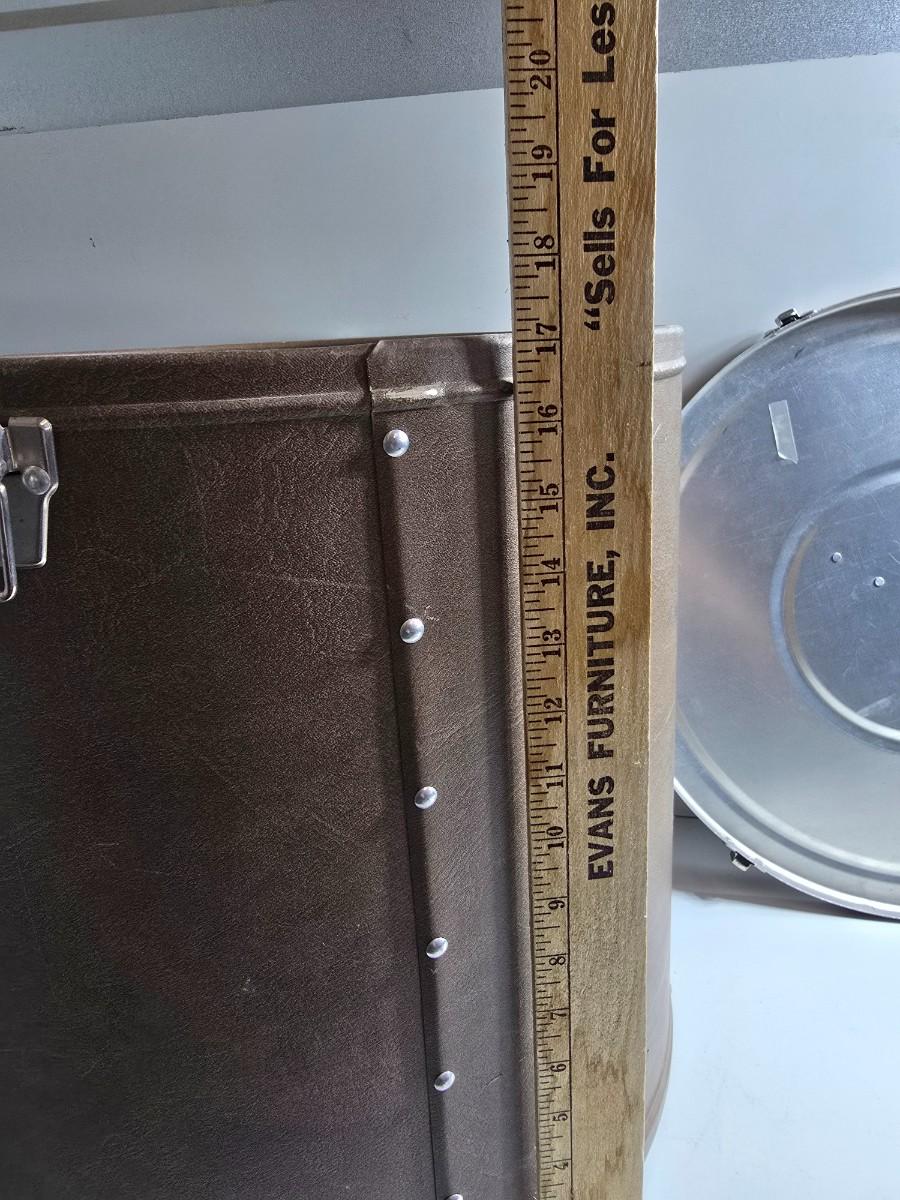 EVANS FURNITURE, INC. “Sells For Les
4 5 6 7 8 9 10 11 12 13 14 15 16 17 18 19 20